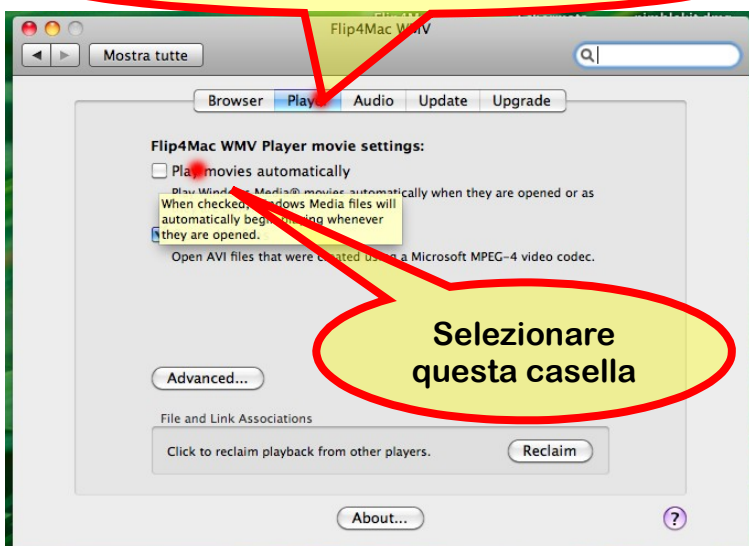 Flip4Mac WMV
nimblekit.dmg
Mostra tutte
Browser Player Audio Update Upgrade
Flip4Mac WMV Player movie settings:
Play movies automatically
Play Windows Media® movies automatically when they are opened or as
When checked, Windows Media files will
automatically begin playing whenever
they are opened.
Open AVI files that were created using a Microsoft MPEG-4 video codec.
Selezionare
questa casella
Advanced...
File and Link Associations
Click to reclaim playback from other players.
Reclaim
About...
?